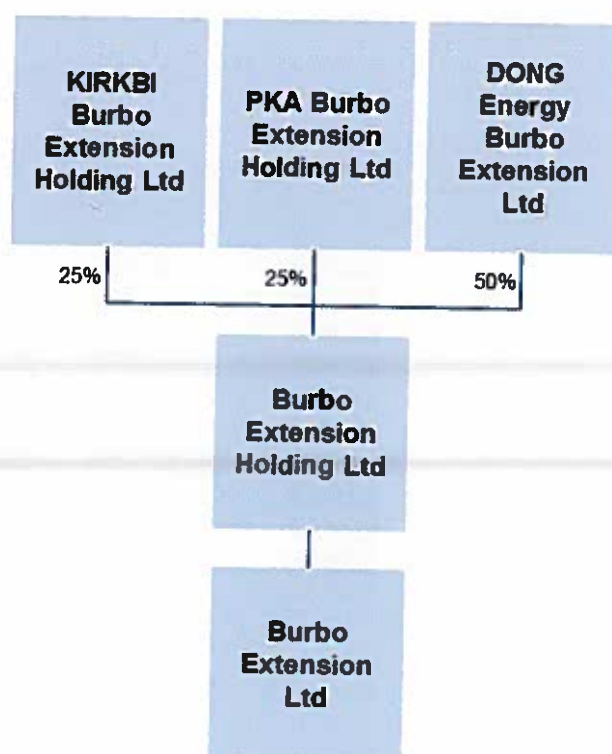 KIRKBI
Burbo
Extension
Holding Ltd
PKA Burbo
Extension
Holding Ltd
DONG
Energy
Burbo
Extension
Ltd
25%
25%
50%
Burbo
Extension
Holding Ltd
Burbo
Extension
Ltd